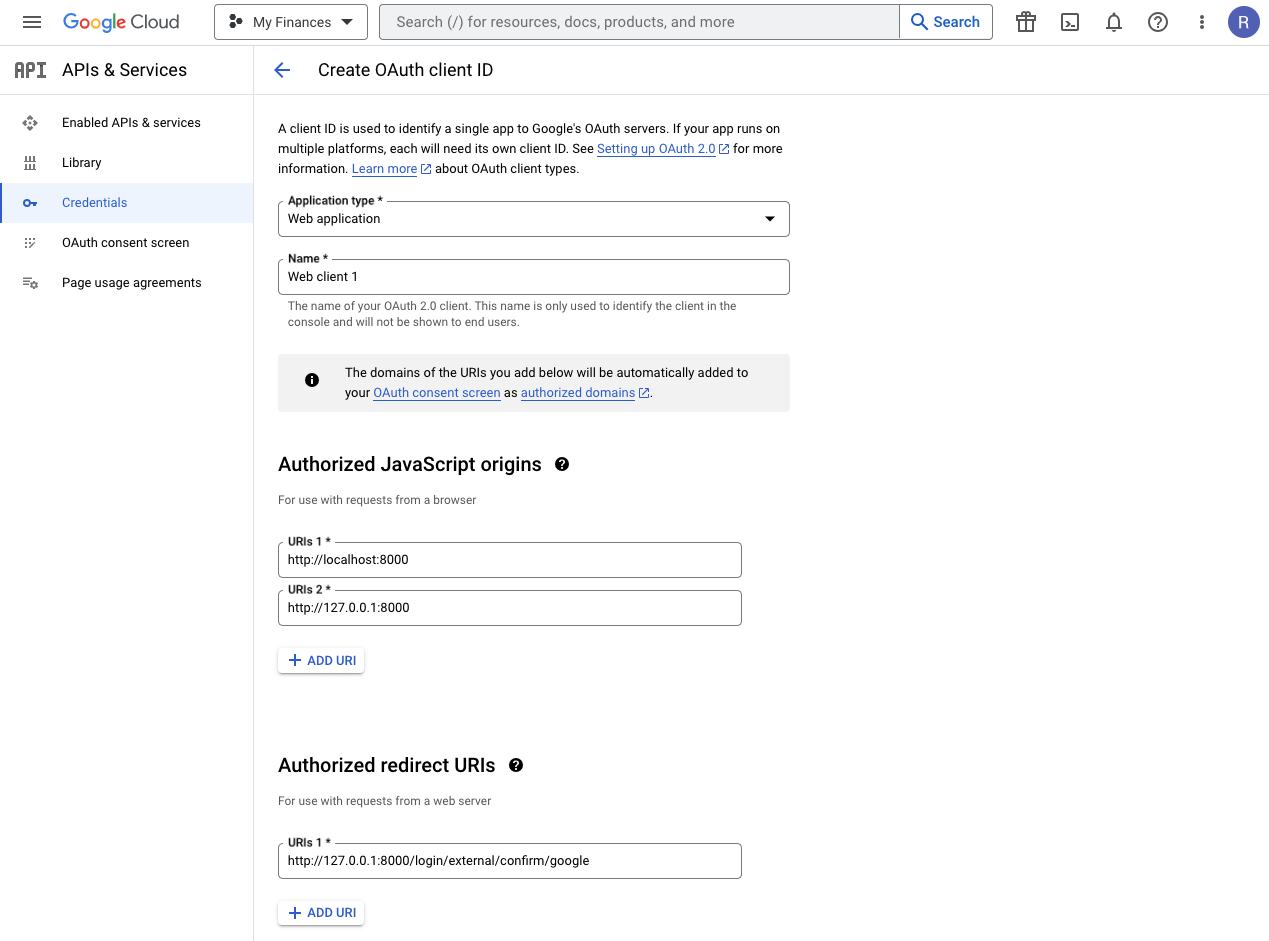 Google Cloud
My Finances
Search (/) for resources, docs, products, and more
Search
R
API
APIs & Services
Create OAuth client ID
Enabled APIs & services
Library
Credentials
OAuth consent screen
Page usage agreements
A client ID is used to identify a single app to Google's OAuth servers. If your app runs on
multiple platforms, each will need its own client ID. See Setting up OAuth 2.0 for more
information. Learn more about OAuth client types.
Application type *
Web application
Name *
Web client 1
The name of your OAuth 2.0 client. This name is only used to identify the client in the
console and will not be shown to end users.
The domains of the URIs you add below will be automatically added to
your OAuth consent screen as authorized domains.
Authorized JavaScript origins
For use with requests from a browser
URIs 1 *
http://localhost:8000
URIs 2 *
http://127.0.0.1:8000
+ ADD URI
Authorized redirect URIs
For use with requests from a web server
URIs 1 *
http://127.0.0.1:8000/login/external/confirm/google
+ ADD URI